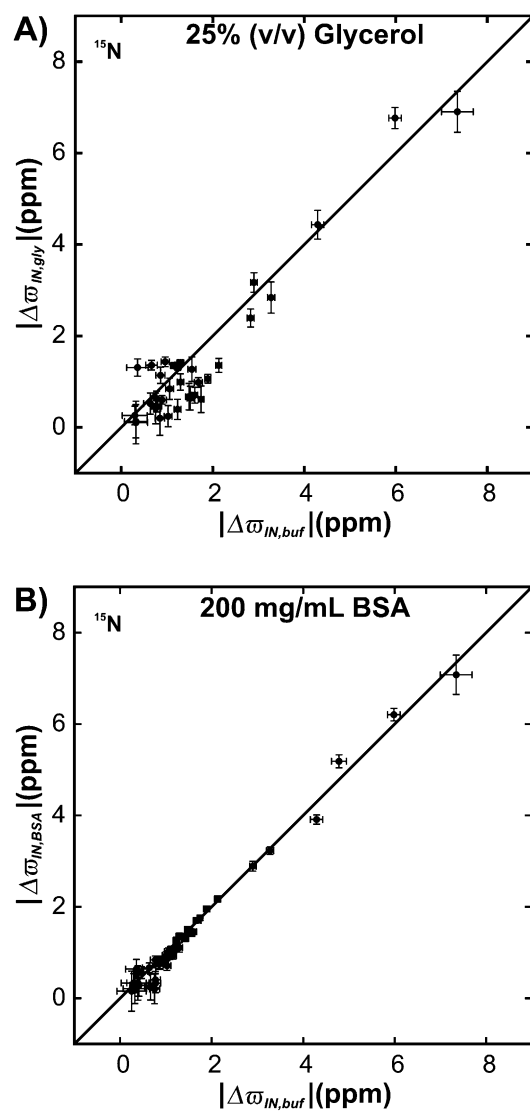 A)
25% (v/v) Glycerol
15N
8
6
4
2
0
|Δϖ_IN,gly|(ppm)
0 2 4 6 8
|Δϖ_IN,buf|(ppm)
B)
200 mg/mL BSA
15N
8
6
4
2
0
|Δϖ_IN,BSA|(ppm)
0 2 4 6 8
|Δϖ_IN,buf|(ppm)